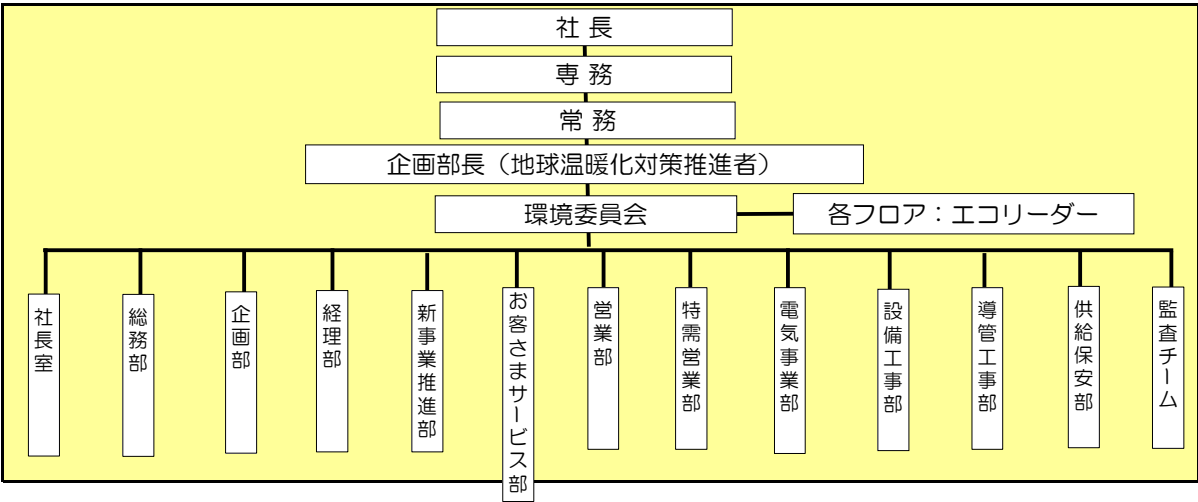 社 長
専 務
常 務
企画部長（地球温暖化対策推進者）
環境委員会
各フロア：エコリーダー
社長室
総務部
企画部
経理部
新事業推進部
お客さまサービス部
営業部
特需営業部
電気事業部
設備工事部
導管工事部
供給保安部
監査チーム